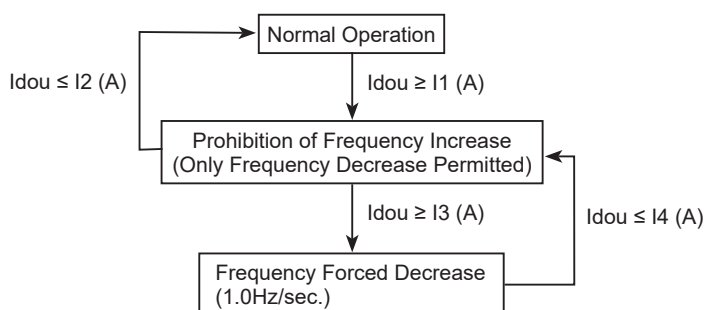 Normal Operation
Idou ≤ I2 (A)
Idou ≥ I1 (A)
Prohibition of Frequency Increase
(Only Frequency Decrease Permitted)
Idou ≥ I3 (A)
Idou ≤ I4 (A)
Frequency Forced Decrease
(1.0Hz/sec.)